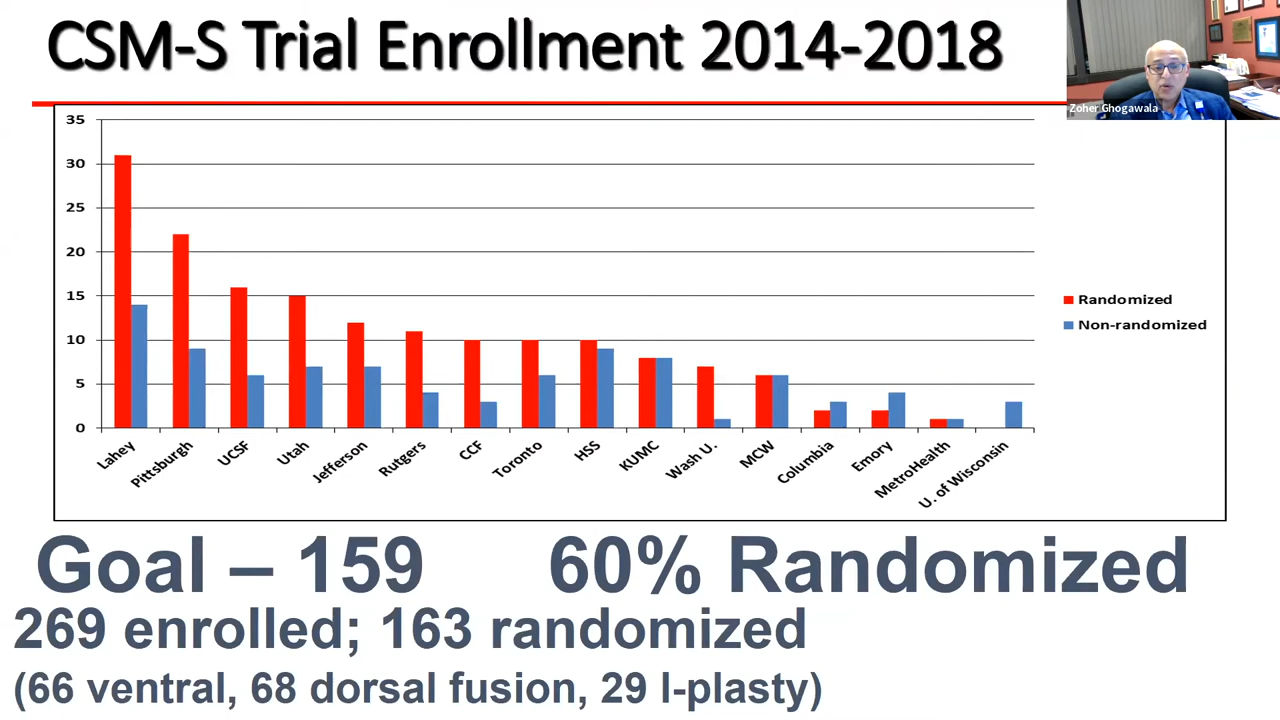 CSM-S Trial Enrollment 2014-2018
Zoher Ghogawala
35
30
25
20
15
10
5
0
Lahey
Pittsburgh
UCSF
Utah
Jefferson
Rutgers
CCF
Toronto
HSS
KUMC
Wash U.
MCW
Columbia
Emory
MetroHealth
U. of Wisconsin
Randomized
Non-randomized
Goal – 159 60% Randomized
269 enrolled; 163 randomized
(66 ventral, 68 dorsal fusion, 29 l-plasty)